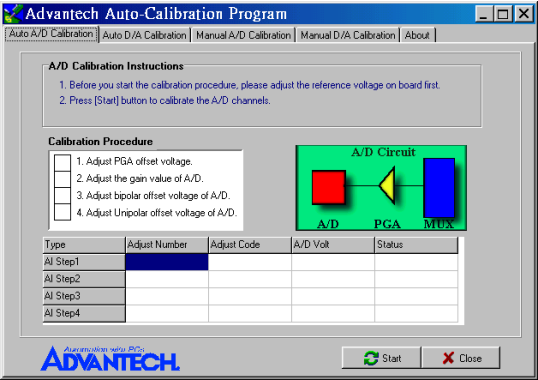 Advantech Auto-Calibration Program
Auto A/D Calibration Auto D/A Calibration Manual A/D Calibration Manual D/A Calibration About
A/D Calibration Instructions
1. Before you start the calibration procedure, please adjust the reference voltage on board first.
2. Press [Start] button to calibrate the A/D channels.
Calibration Procedure
1. Adjust PGA offset voltage.
2. Adjust the gain value of A/D.
3. Adjust bipolar offset voltage of A/D.
4. Adjust Unipolar offset voltage of A/D.
A/D Circuit
A/D PGA MUX
Type Adjust Number Adjust Code A/D Volt Status
AI Step1
AI Step2
AI Step3
AI Step4
Automation with PCs
ADVANTECH.
Start Close